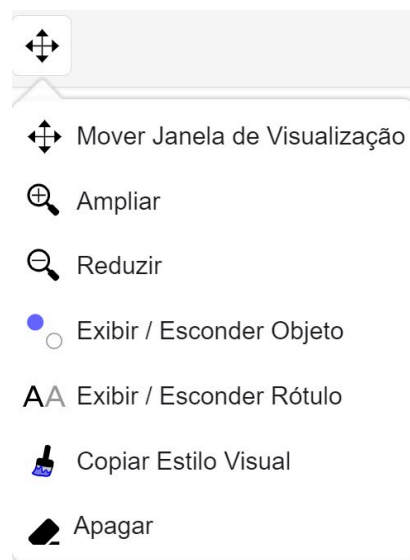 Mover Janela de Visualização
Ampliar
Reduzir
Exibir / Esconder Objeto
AA Exibir / Esconder Rótulo
Copiar Estilo Visual
Apagar